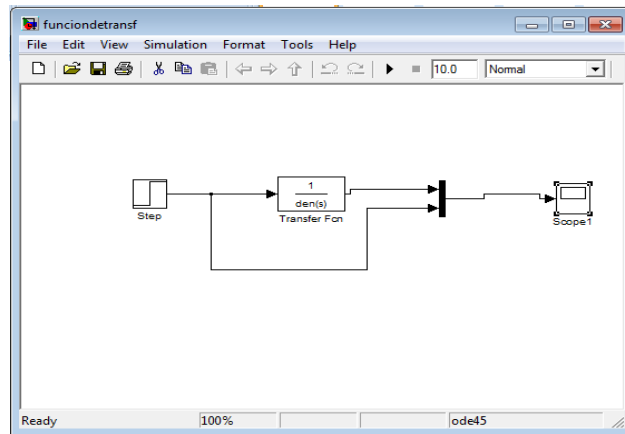 funciondetransf
File Edit View Simulation Format Tools Help
10.0 Normal
1
den(s)
Step
Transfer Fcn
Scope1
Ready 100% ode45